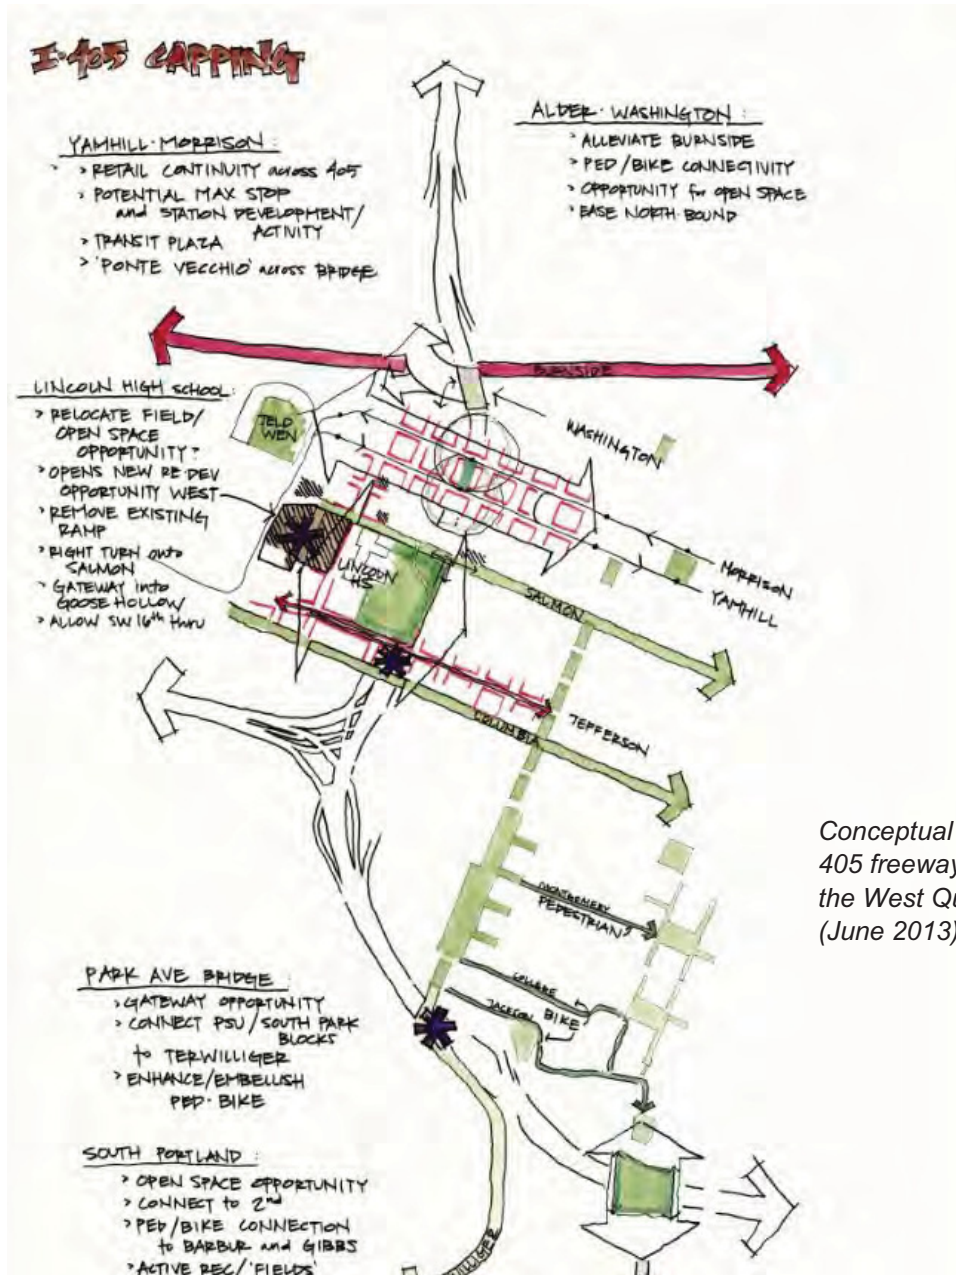 I-405 CAPPING
YAMHILL·MORRISON :
> RETAIL CONTINUITY across 405
> POTENTIAL MAX STOP
and STATION DEVELOPMENT/
ACTIVITY
> TRANSIT PLAZA
> 'PONTE VECCHIO' across BRIDGE
ALDER·WASHINGTON :
> ALLEVIATE BURNSIDE
> PED/BIKE CONNECTIVITY
> OPPORTUNITY for OPEN SPACE
> EASE NORTH·BOUND
BURNSIDE
LINCOLN HIGH SCHOOL:
> RELOCATE FIELD/
OPEN SPACE
OPPORTUNITY?
> OPENS NEW RE·DEV
OPPORTUNITY WEST
> REMOVE EXISTING
RAMP
> RIGHT TURN onto
SALMON
> GATEWAY into
GOOSE HOLLOW
> ALLOW SW 16th thru
JELD
WEN
WASHINGTON
LINCOLN
HS
MORRISON
YAMHILL
SALMON
JEFFERSON
COLUMBIA
Conceptual
405 freeway
the West Qu
(June 2013)
MONTGOMERY
PEDESTRIAN?
PARK AVE BRIDGE :
> GATEWAY OPPORTUNITY
> CONNECT PSU/SOUTH PARK
BLOCKS
to TERWILLIGER
> ENHANCE/EMBELLISH
PED·BIKE
JACKSON
BIKE
SOUTH PORTLAND :
> OPEN SPACE OPPORTUNITY
> CONNECT to 2nd
> PED/BIKE CONNECTION
to BARBUR and GIBBS
> ACTIVE REC/'FIELDS'